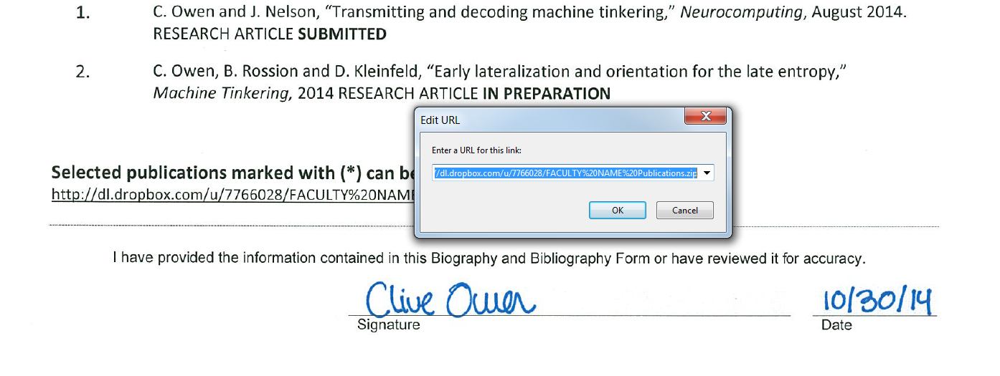 1. C. Owen and J. Nelson, “Transmitting and decoding machine tinkering,” Neurocomputing, August 2014.
RESEARCH ARTICLE SUBMITTED
2. C. Owen, B. Rossion and D. Kleinfeld, “Early lateralization and orientation for the late entropy,”
Machine Tinkering, 2014 RESEARCH ARTICLE IN PREPARATION
Edit URL
Enter a URL for this link:
//dl.dropbox.com/u/7766028/FACULTY%20NAME%20Publications.zip
OK Cancel
Selected publications marked with (*) can be
http://dl.dropbox.com/u/7766028/FACULTY%20NAME
I have provided the information contained in this Biography and Bibliography Form or have reviewed it for accuracy.
Clive Owen 10/30/14
Signature Date